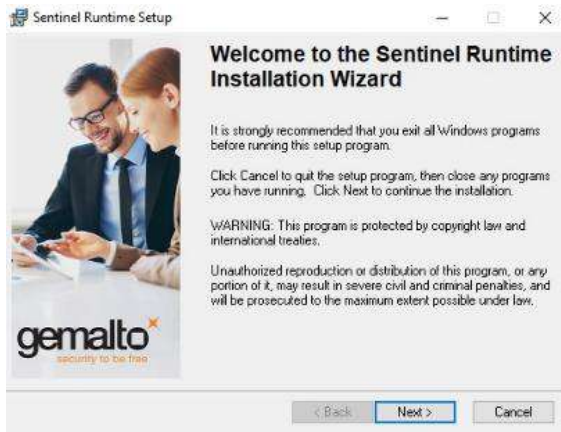 Sentinel Runtime Setup
Welcome to the Sentinel Runtime
Installation Wizard
It is strongly recommended that you exit all Windows programs
before running this setup program.
Click Cancel to quit the setup program, then close any programs
you have running. Click Next to continue the installation.
WARNING: This program is protected by copyright law and
international treaties.
Unauthorized reproduction or distribution of this program, or any
portion of it, may result in severe civil and criminal penalties, and
will be prosecuted to the maximum extent possible under law.
gemalto
security to be free
< Back Next > Cancel